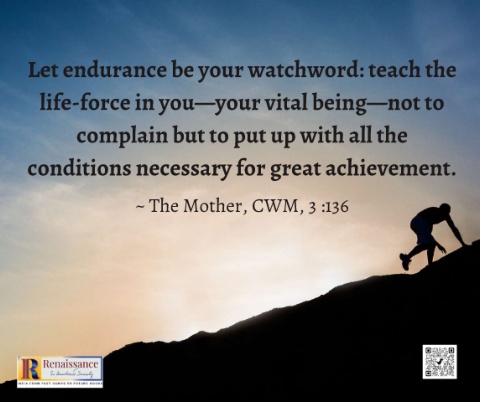 Let endurance be your watchword: teach the
life-force in you—your vital being—not to
complain but to put up with all the
conditions necessary for great achievement.
~ The Mother, CWM, 3 :136
Renaissance